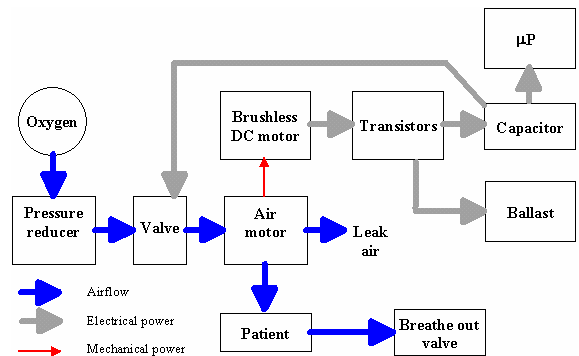 µP
Oxygen
Brushless
DC motor
Transistors
Capacitor
Pressure
reducer
Valve
Air
motor
Leak
air
Ballast
Airflow
Electrical power
Mechanical power
Patient
Breathe out
valve